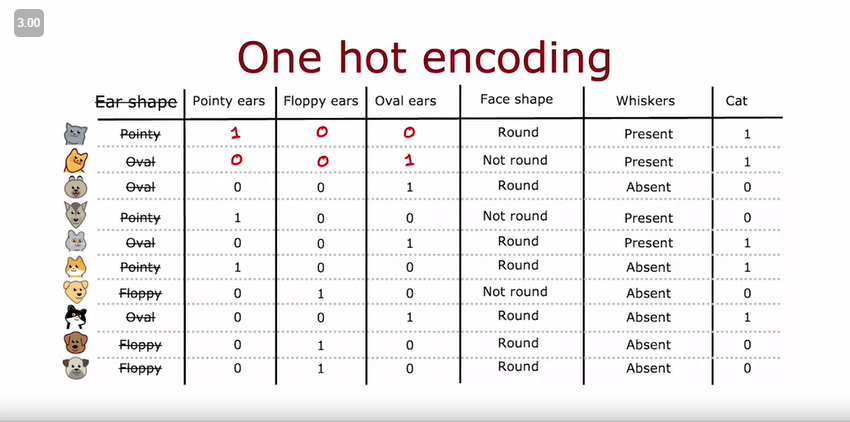 3.00
One hot encoding
Ear shape Pointy ears Floppy ears Oval ears Face shape Whiskers Cat
Pointy 1 0 0 Round Present 1
Oval 0 0 1 Not round Present 1
Oval 0 0 1 Round Absent 0
Pointy 1 0 0 Not round Present 0
Oval 0 0 1 Round Present 1
Pointy 1 0 0 Round Absent 1
Floppy 0 1 0 Not round Absent 0
Oval 0 0 1 Round Absent 1
Floppy 0 1 0 Round Absent 0
Floppy 0 1 0 Round Absent 0